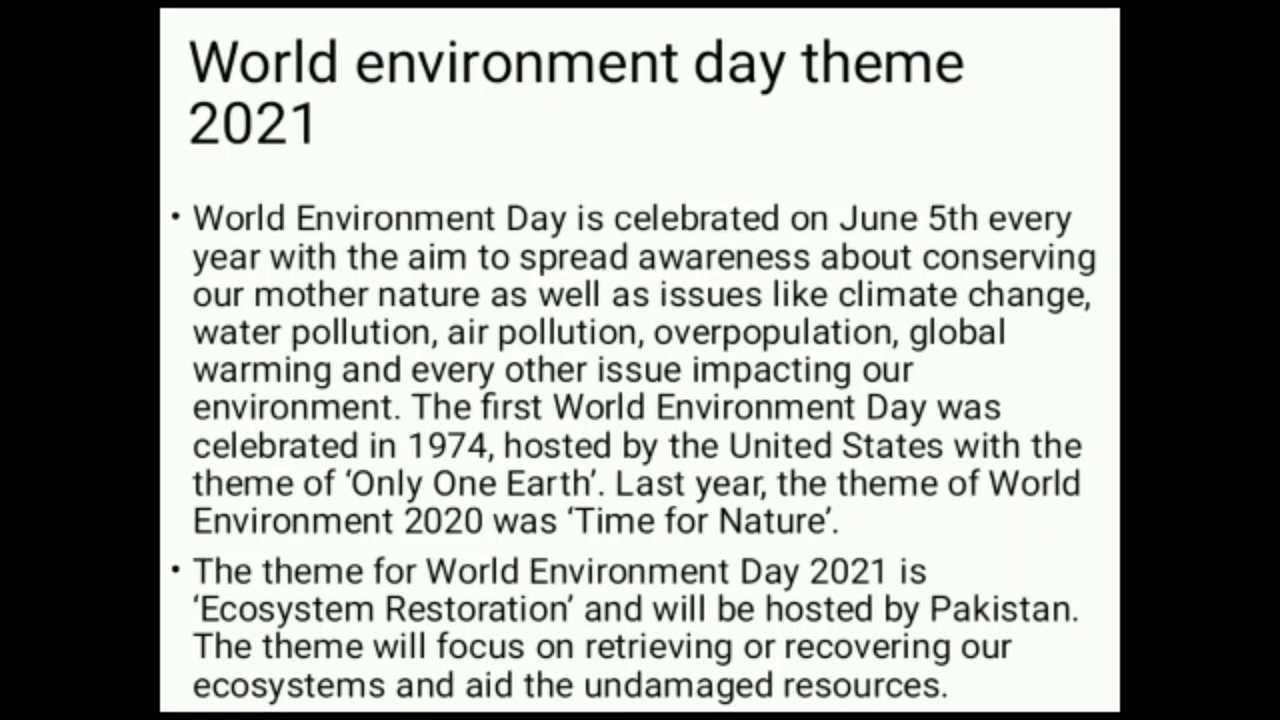 World environment day theme
2021
• World Environment Day is celebrated on June 5th every
year with the aim to spread awareness about conserving
our mother nature as well as issues like climate change,
water pollution, air pollution, overpopulation, global
warming and every other issue impacting our
environment. The first World Environment Day was
celebrated in 1974, hosted by the United States with the
theme of ‘Only One Earth’. Last year, the theme of World
Environment 2020 was ‘Time for Nature’.
• The theme for World Environment Day 2021 is
‘Ecosystem Restoration’ and will be hosted by Pakistan.
The theme will focus on retrieving or recovering our
ecosystems and aid the undamaged resources.